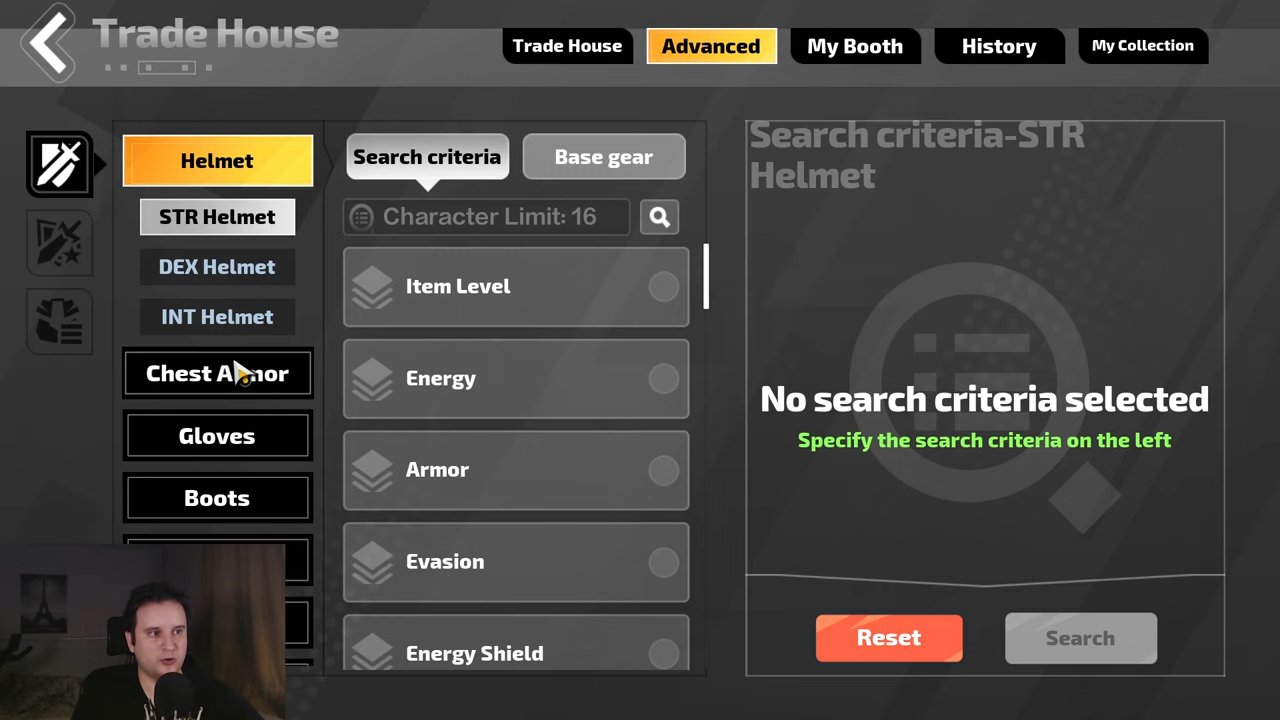 Trade House
Trade House
Advanced
My Booth
History
My Collection
Helmet
STR Helmet
DEX Helmet
INT Helmet
Chest Armor
Gloves
Boots
Search criteria
Base gear
Character Limit: 16
Item Level
Energy
Armor
Evasion
Energy Shield
Search criteria-STR
Helmet
No search criteria selected
Specify the search criteria on the left
Reset
Search